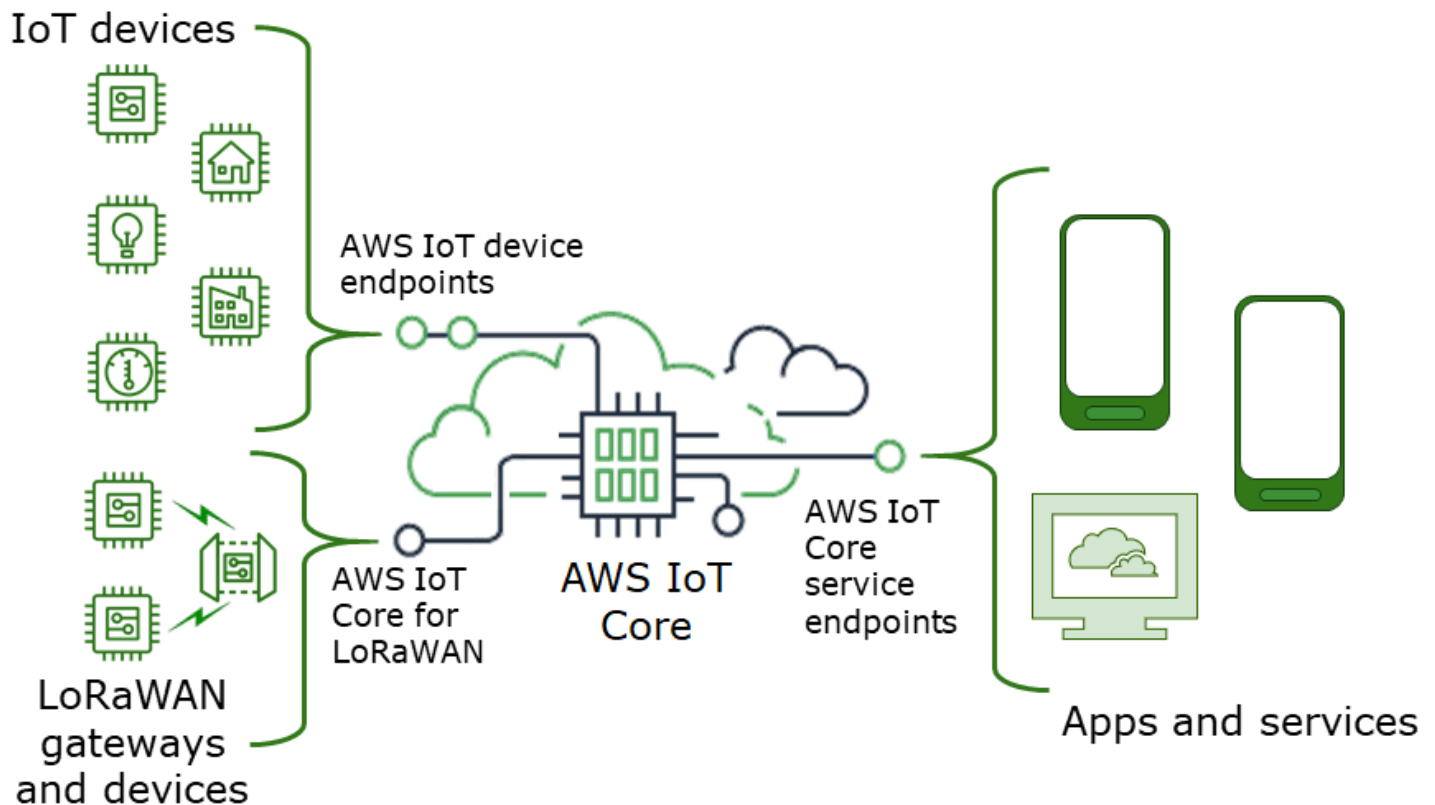 IoT devices
AWS IoT device
endpoints
AWS IoT
Core for
LoRaWAN
AWS IoT
Core
AWS IoT
Core
service
endpoints
LoRaWAN
gateways
and devices
Apps and services